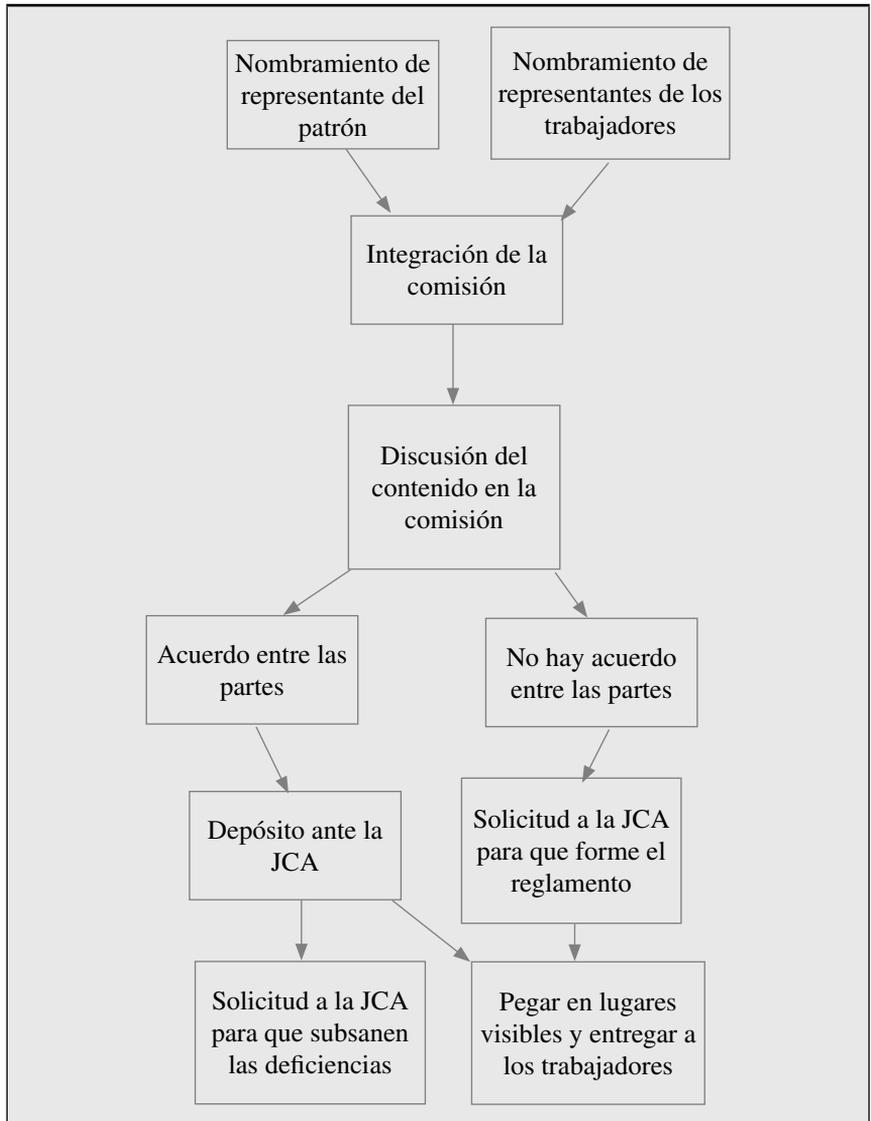 Nombramiento de
representante del
patrón
Nombramiento de
representantes de los
trabajadores
Integración de la
comisión
Discusión del
contenido en la
comisión
Acuerdo entre las
partes
No hay acuerdo
entre las partes
Depósito ante la
JCA
Solicitud a la JCA
para que forme el
reglamento
Solicitud a la JCA
para que subsanen
las deficiencias
Pegar en lugares
visibles y entregar a
los trabajadores